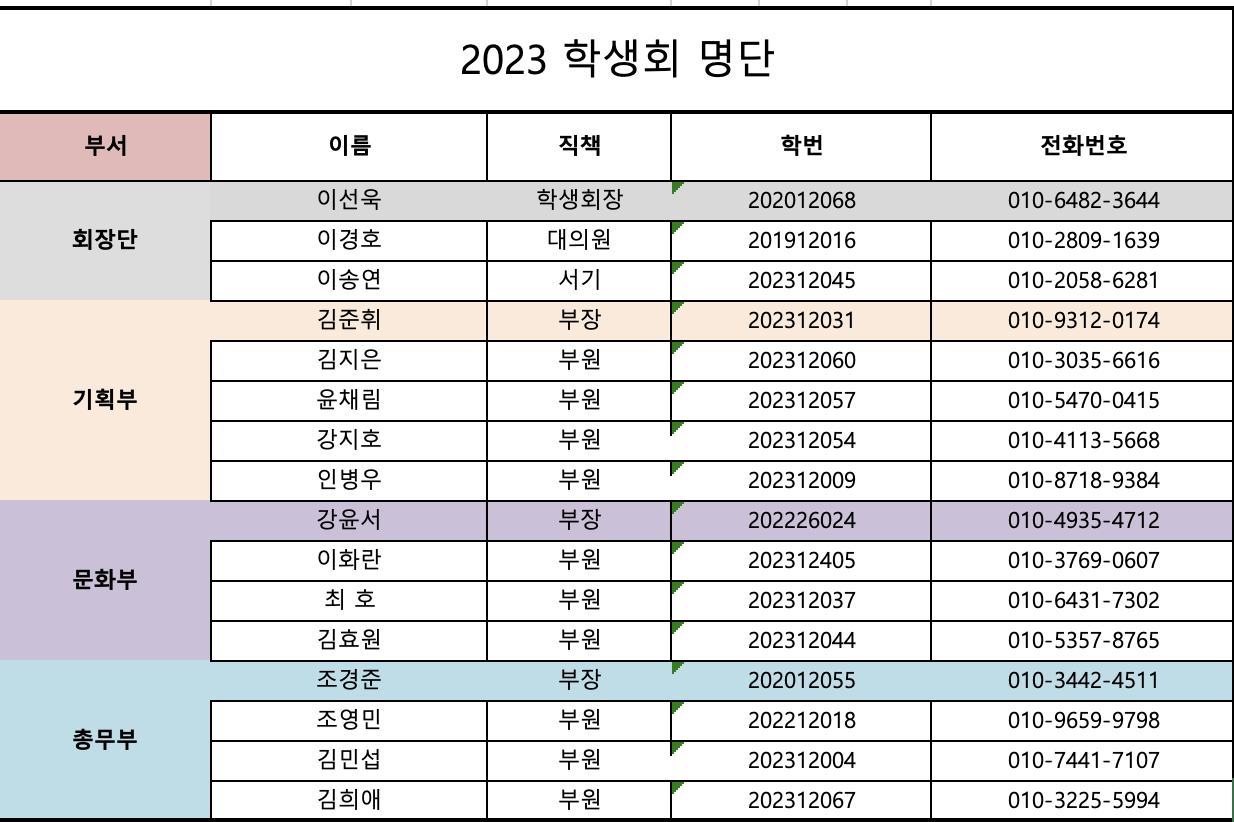 2023 학생회 명단
부서 이름 직책 학번 전화번호
회장단 이선욱 학생회장 202012068 010-6482-3644
이경호 대의원 201912016 010-2809-1639
이송연 서기 202312045 010-2058-6281
기획부 김준휘 부장 202312031 010-9312-0174
김지은 부원 202312060 010-3035-6616
윤채림 부원 202312057 010-5470-0415
강지호 부원 202312054 010-4113-5668
인병우 부원 202312009 010-8718-9384
문화부 강윤서 부장 202226024 010-4935-4712
이화란 부원 202312405 010-3769-0607
최 호 부원 202312037 010-6431-7302
김효원 부원 202312044 010-5357-8765
총무부 조경준 부장 202012055 010-3442-4511
조영민 부원 202212018 010-9659-9798
김민섭 부원 202312004 010-7441-7107
김희애 부원 202312067 010-3225-5994